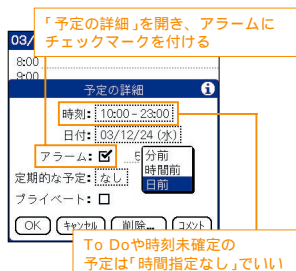 「予定の詳細」を開き、アラームに
チェックマークを付ける
03/
8:00
9:00
予定の詳細
時刻: 10:00-23:00
日付: 03/12/24 (水)
アラーム: 5 分前
時間前
日前
定期的な予定: なし
プライベート:
OK キャンセル 削除... コメント
To Doや時刻未確定の
予定は「時間指定なし」でいい